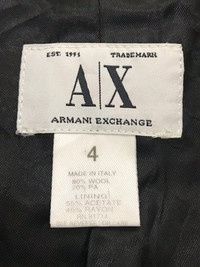 EST. 1991 TRADEMARK
A|X
ARMANI EXCHANGE
4
MADE IN ITALY
80% WOOL
20% PA
LINING
50% ACETATE
50% RAYON